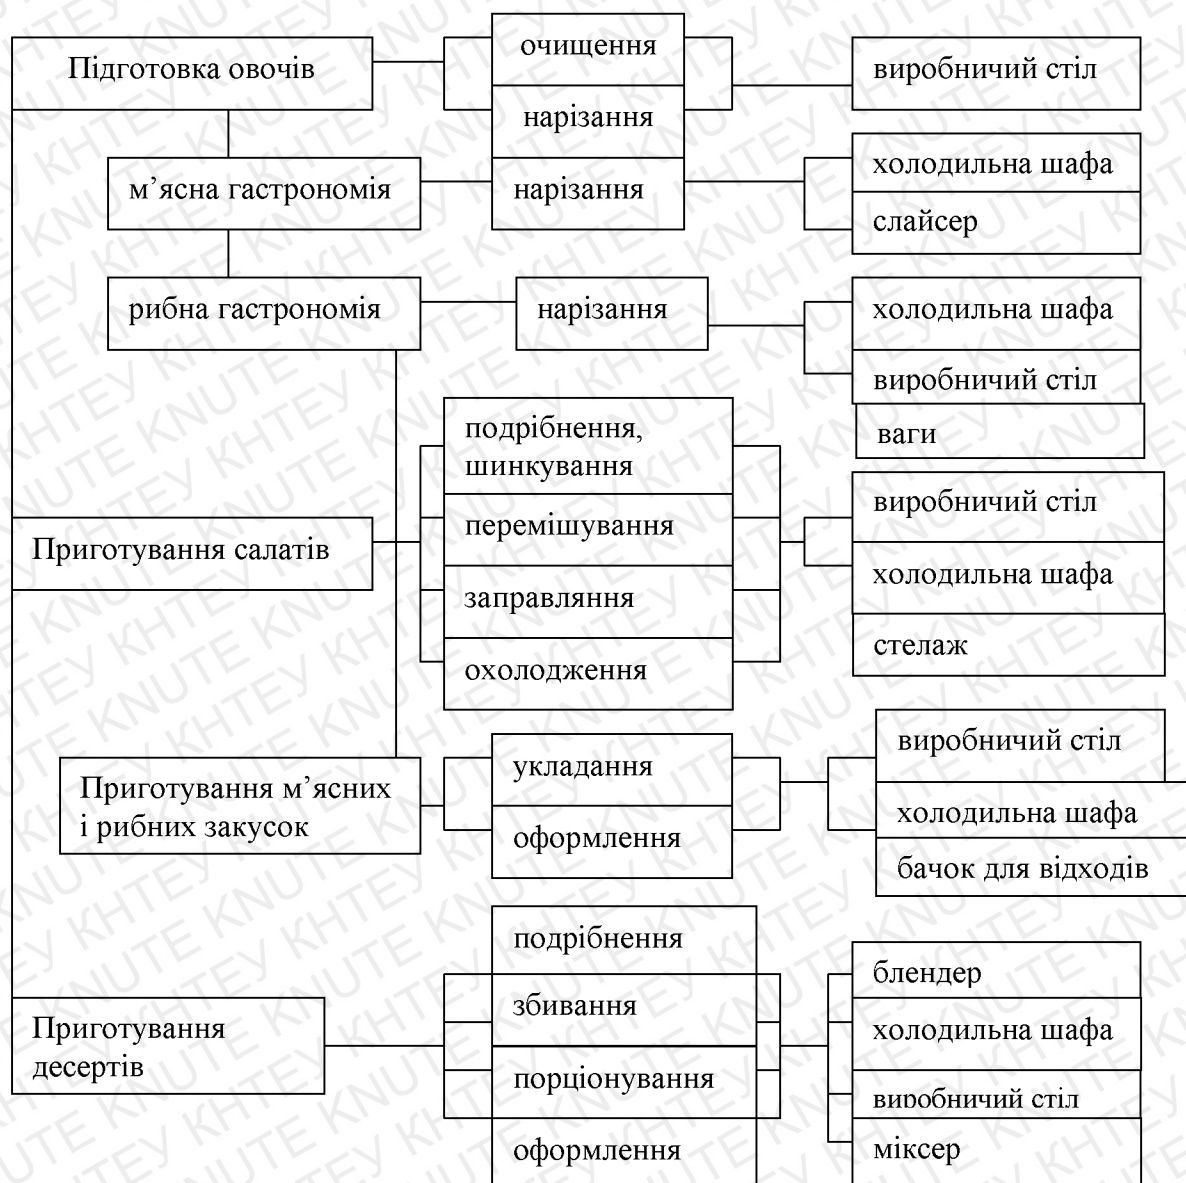 Підготовка овочів
очищення
нарізання
виробничий стіл
м’ясна гастрономія
нарізання
холодильна шафа
слайсер
рибна гастрономія
нарізання
холодильна шафа
виробничий стіл
ваги
Приготування салатів
подрібнення,
шинкування
перемішування
заправляння
охолодження
виробничий стіл
холодильна шафа
стелаж
Приготування м’ясних
і рибних закусок
укладання
оформлення
виробничий стіл
холодильна шафа
бачок для відходів
Приготування
десертів
подрібнення
збивання
порціонування
оформлення
блендер
холодильна шафа
виробничий стіл
міксер